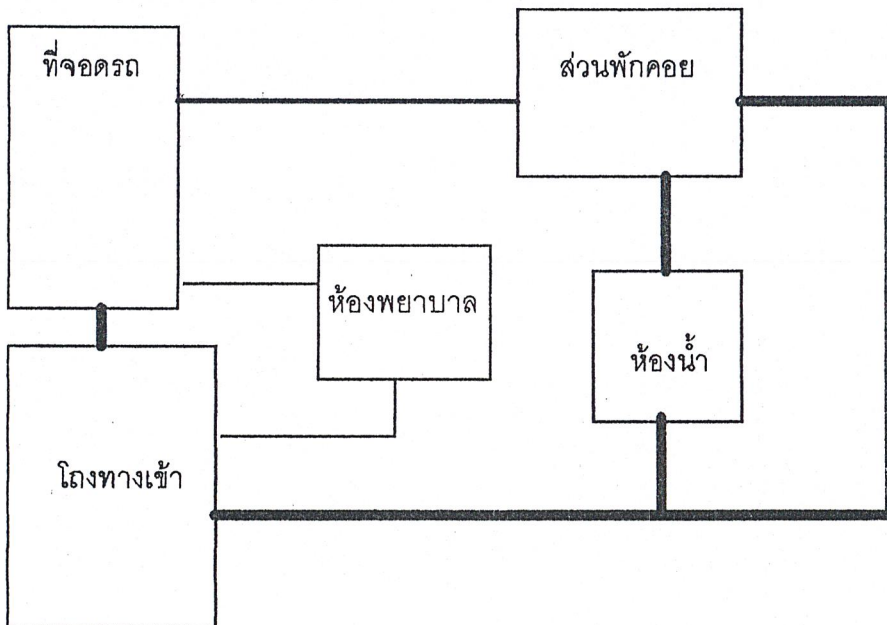 ที่จอดรถ
ส่วนพักคอย
ห้องพยาบาล
ห้องน้ำ
โถงทางเข้า